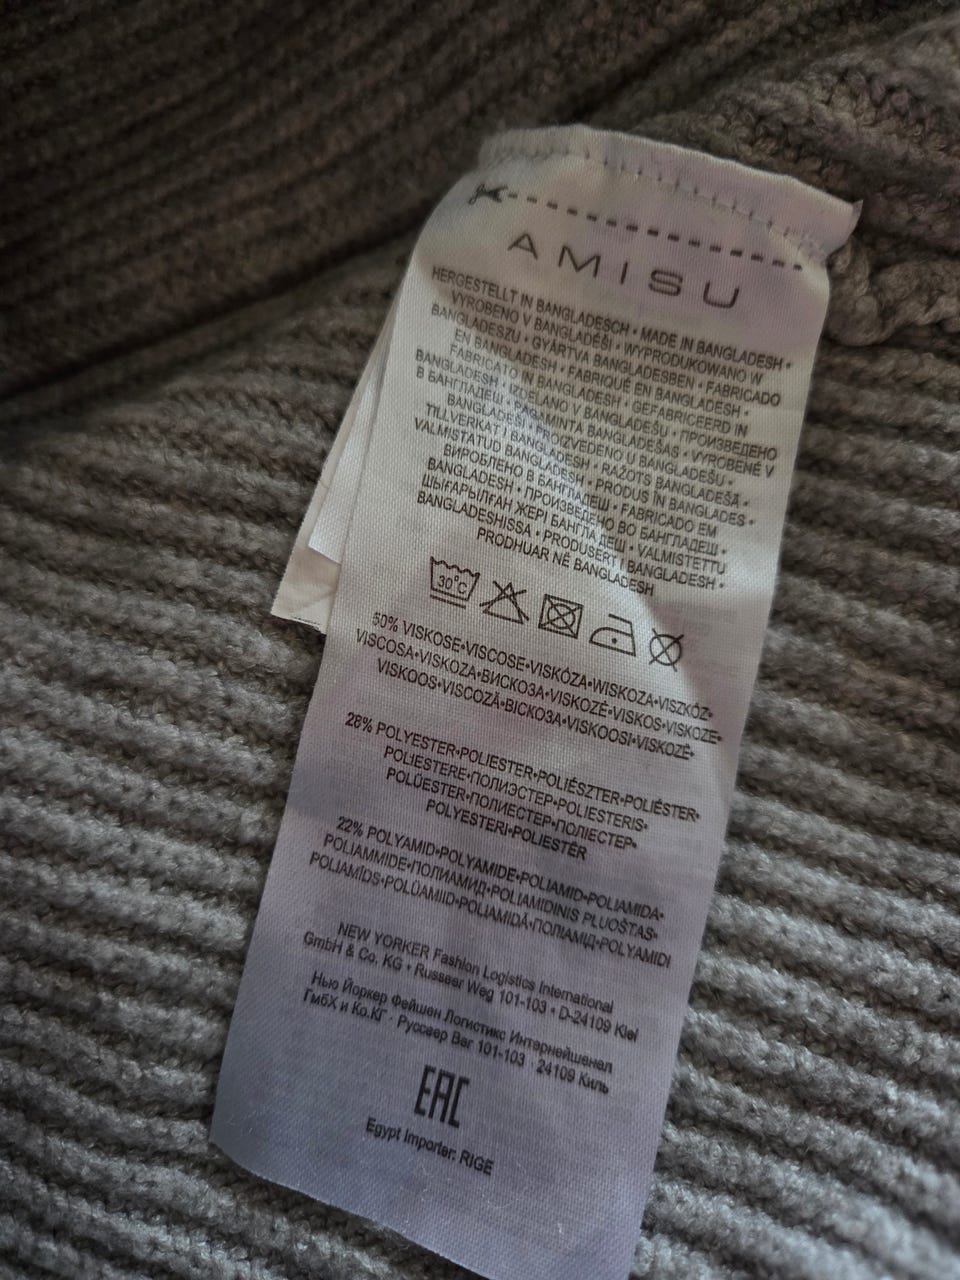 AMISU
HERGESTELLT IN BANGLADESCH • MADE IN BANGLADESH •
VYROBENO V BANGLADÉŠI • WYPRODUKOWANO W
BANGLADESZU • GYÁRTVA BANGLADESBEN • FABRICADO
EN BANGLADESH • FABRIQUÉ EN BANGLADESH •
FABRICATO IN BANGLADESH • GEFABRICEERD IN
BANGLADESH • IZDELANO V BANGLADEŠU • ПРОИЗВЕДЕНО
В БАНГЛАДЕШ • PAGAMINTA BANGLADEŠAS • VYROBENÉ V
BANGLADÉŠI • PROIZVEDENO U BANGLADEŠU •
TILLVERKAT I BANGLADESH • RAŽOTS BANGLADEŠĀ •
VALMISTATUD BANGLADESH • PRODUS ÎN BANGLADES •
ВИРОБЛЕНО В БАНГЛАДЕШ • FABRICADO EM
BANGLADESH • ПРОИЗВЕДЕНО ВО БАНГЛАДЕШ •
ШЫҒАРЫЛҒАН ЖЕРІ БАНГЛАДЕШ • VALMISTETTU
BANGLADESHISSA • PRODUSERT I BANGLADESH •
PRODHUAR NË BANGLADESH
30°C
50% VISKOSE•VISCOSE•VISKÓZA•WISKOZA•VISZKÓZ•
VISCOSA•VISKOZA•ВИСКОЗА•VISKOZÉ•VISKOS•VISKOZE•
VISKOOS•VISCOZĂ•ВІСКОЗА•VISKOOSI•VISKOZË•
28% POLYESTER•POLIESTER•POLIÉSZTER•POLIÉSTER•
POLIESTERE•ПОЛИЭСТЕР•POLIESTERIS•
POLÜESTER•ПОЛИЕСТЕР•ПОЛІЕСТЕР•
POLYESTERI•POLIESTËR
22% POLYAMID•POLYAMIDE•POLIAMID•POLIAMIDA•
POLIAMMIDE•ПОЛИАМИД•POLIAMIDINIS PLUOŠTAS•
POLIAMĪDS•POLÜAMIID•POLIAMIDĂ•ПОЛІАМІД•POLYAMIDI
NEW YORKER Fashion Logistics International
GmbH & Co. KG • Russeer Weg 101-103 • D-24109 Kiel
Нью Йоркер Фейшен Логистикс Интернейшенел
ГмбХ и Ко.КГ · Руссеер Вег 101-103 · 24109 Киль
EAC
Egypt Importer: RIGE